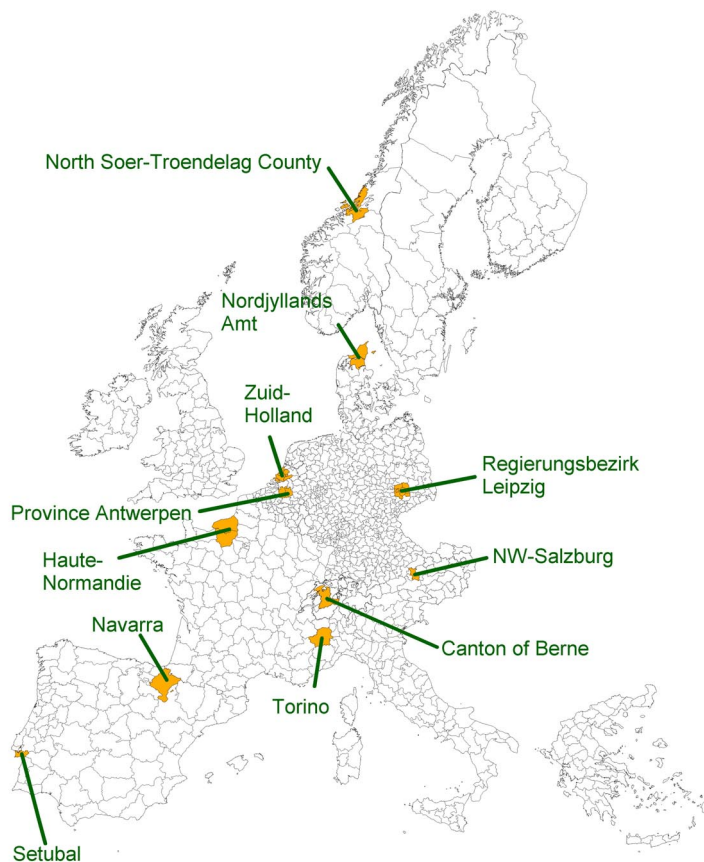 North Soer-Troendelag County
Nordjyllands
Amt
Zuid-
Holland
Regierungsbezirk
Leipzig
Province Antwerpen
NW-Salzburg
Haute-
Normandie
Navarra
Canton of Berne
Torino
Setubal